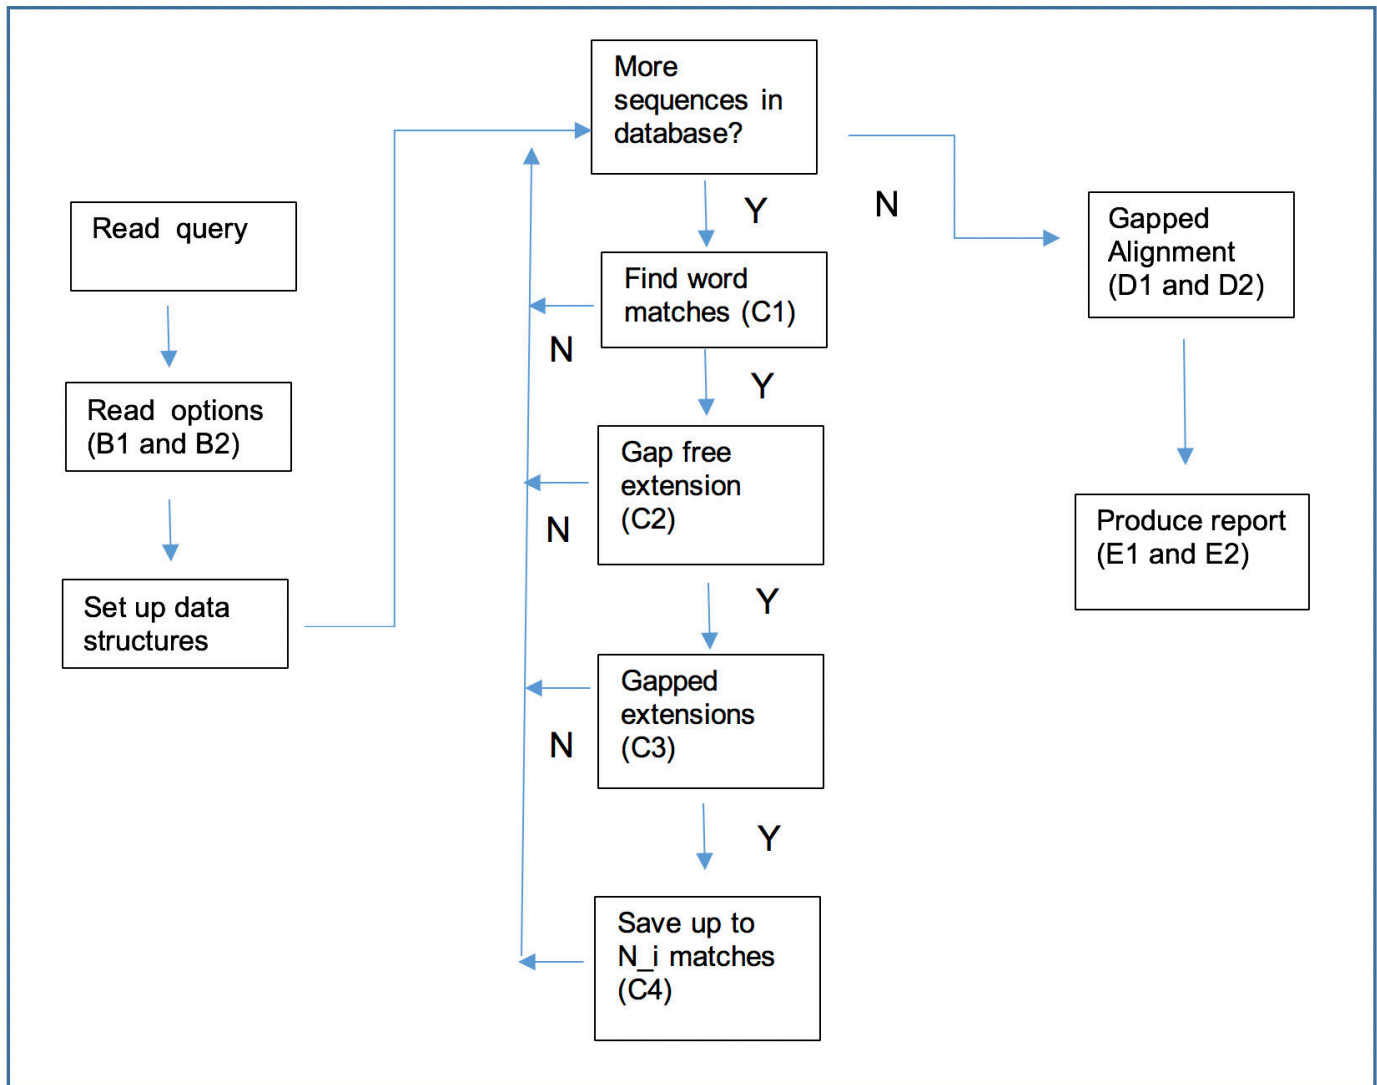 Read query
Read options
(B1 and B2)
Set up data
structures
More
sequences in
database?
Y
N
Find word
matches (C1)
N
Y
Gap free
extension
(C2)
N
Y
Gapped
extensions
(C3)
N
Y
Save up to
N_i matches
(C4)
Gapped
Alignment
(D1 and D2)
Produce report
(E1 and E2)